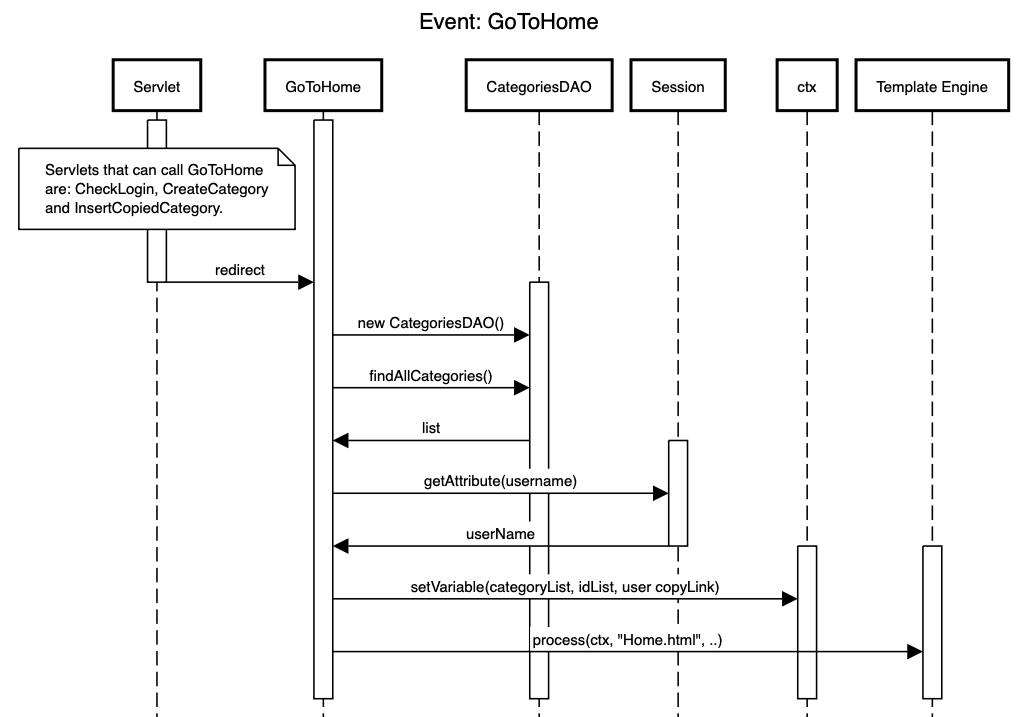 Event: GoToHome
Servlet
GoToHome
CategoriesDAO
Session
ctx
Template Engine
Servlets that can call GoToHome
are: CheckLogin, CreateCategory
and InsertCopiedCategory.
redirect
new CategoriesDAO()
findAllCategories()
list
getAttribute(username)
userName
setVariable(categoryList, idList, user copyLink)
process(ctx, "Home.html", ..)